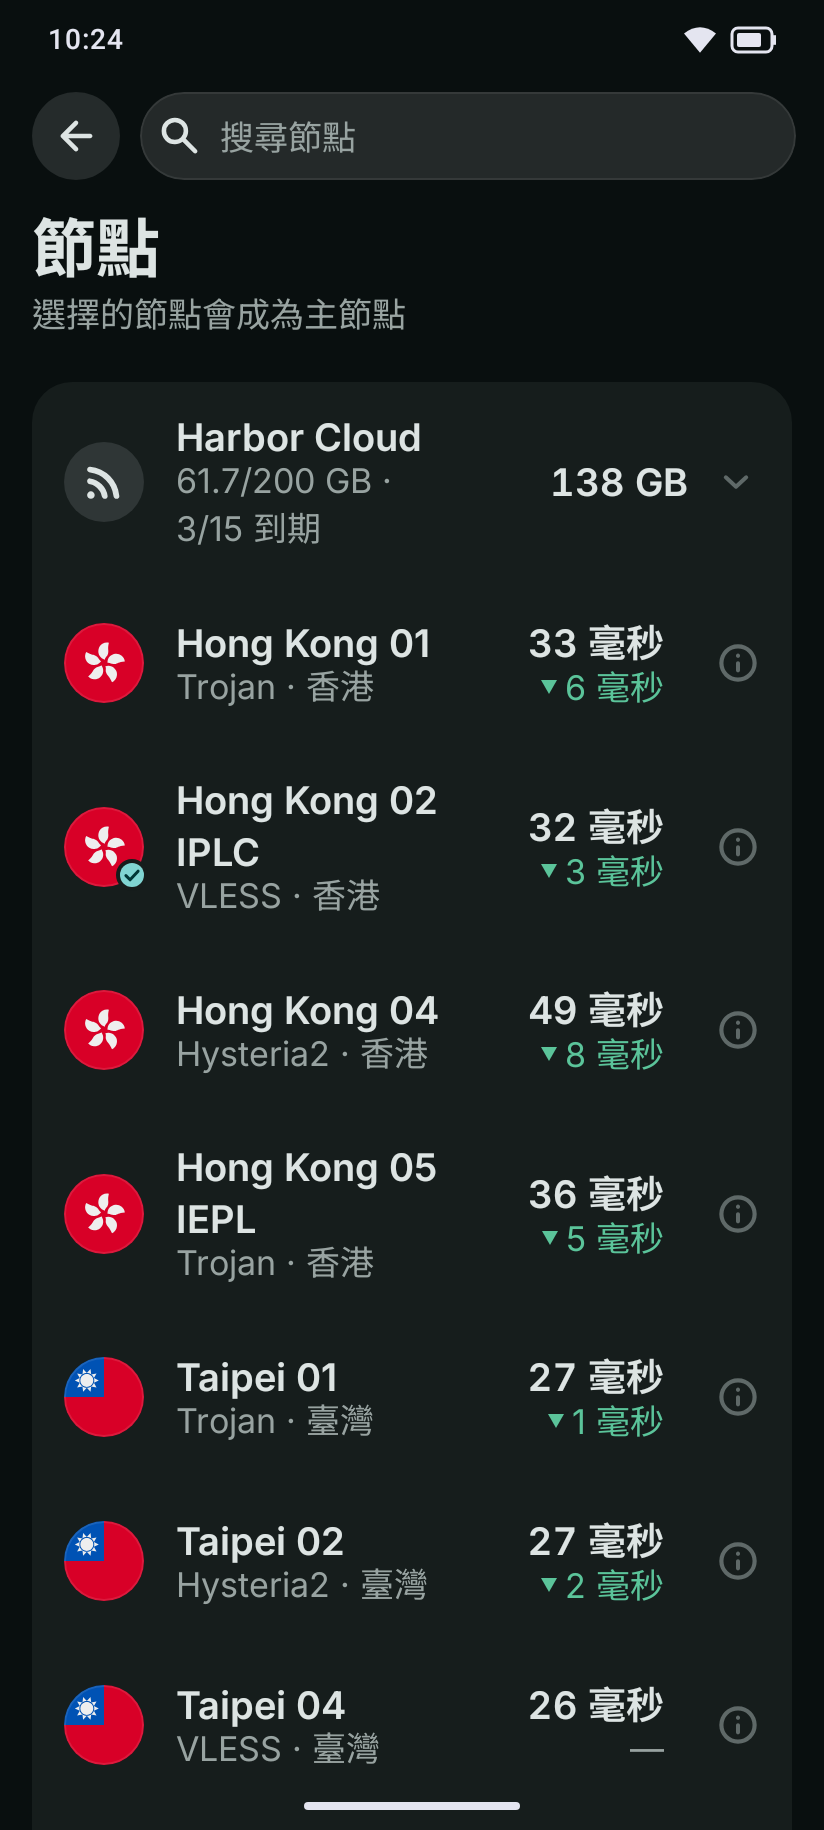 10:24
搜尋節點
節點
選擇的節點會成為主節點
Harbor Cloud
61.7/200 GB ·
3/15 到期
138 GB
Hong Kong 01
Trojan · 香港
33 毫秒
▼6 毫秒
Hong Kong 02
IPLC
VLESS · 香港
32 毫秒
▼3 毫秒
Hong Kong 04
Hysteria2 · 香港
49 毫秒
▼8 毫秒
Hong Kong 05
IEPL
Trojan · 香港
36 毫秒
▼5 毫秒
Taipei 01
Trojan · 臺灣
27 毫秒
▼1 毫秒
Taipei 02
Hysteria2 · 臺灣
27 毫秒
▼2 毫秒
Taipei 04
VLESS · 臺灣
26 毫秒
—